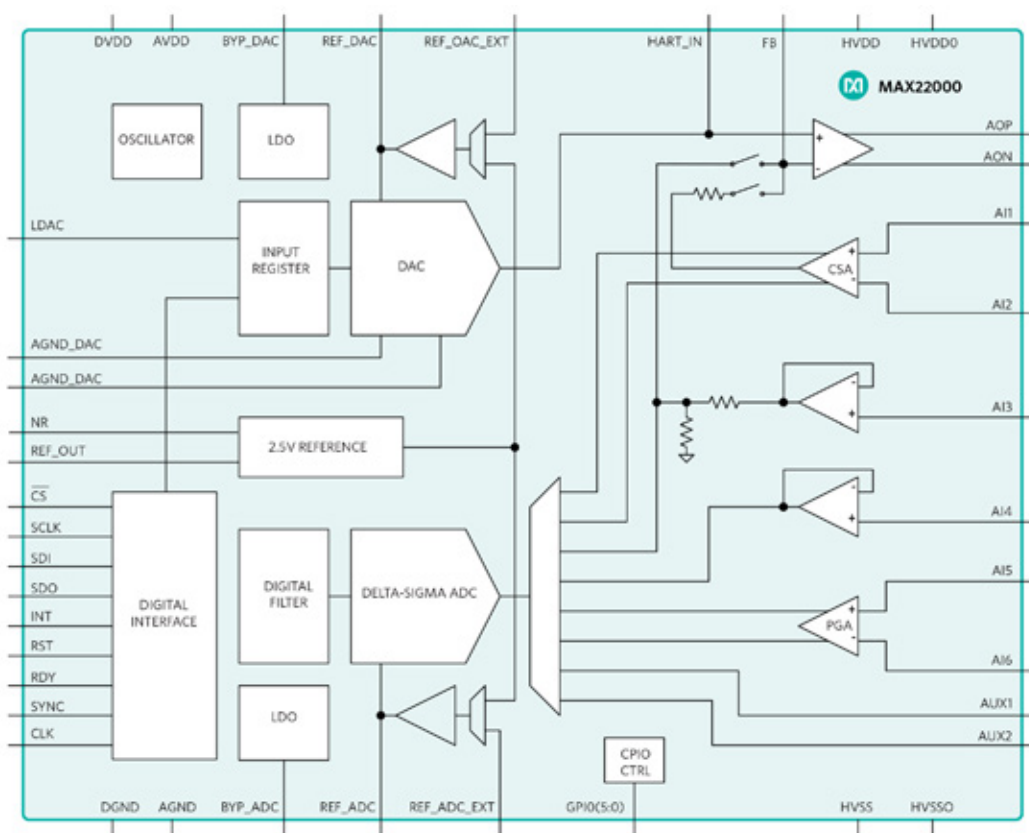 DVDD AVDD BYP_DAC REF_DAC REF_OAC_EXT HART_IN FB HVDD HVDD0
MAX22000
OSCILLATOR
LDO
AOP
AON
LDAC
INPUT
REGISTER
DAC
AI1
CSA
AI2
AGND_DAC
AGND_DAC
NR
2.5V REFERENCE
REF_OUT
AI3
CS
SCLK
SDI
SDO
INT
RST
RDY
SYNC
CLK
DIGITAL
INTERFACE
DIGITAL
FILTER
DELTA-SIGMA ADC
AI4
AI5
PGA
AI6
AUX1
AUX2
LDO
CPIO
CTRL
DGND AGND BYP_ADC REF_ADC REF_ADC_EXT GPI0(5:0) HVSS HVSSO
+
-
+
-
-
+
-
+
+
-